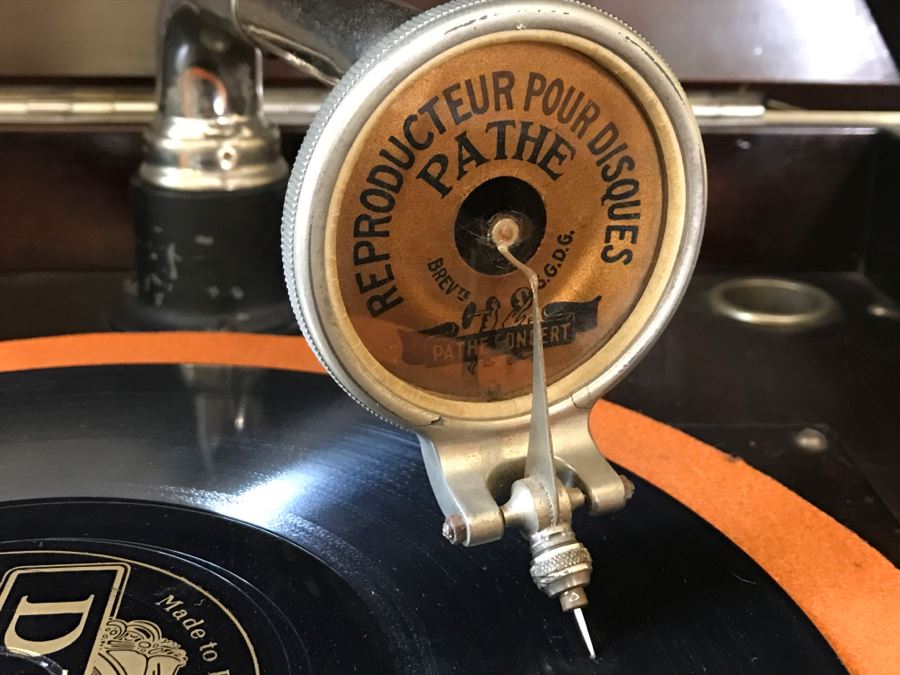 REPRODUCTEUR POUR DISQUES
PATHE
BREVTS S.G.D.G.
PATHE CONCERT
D
Made to